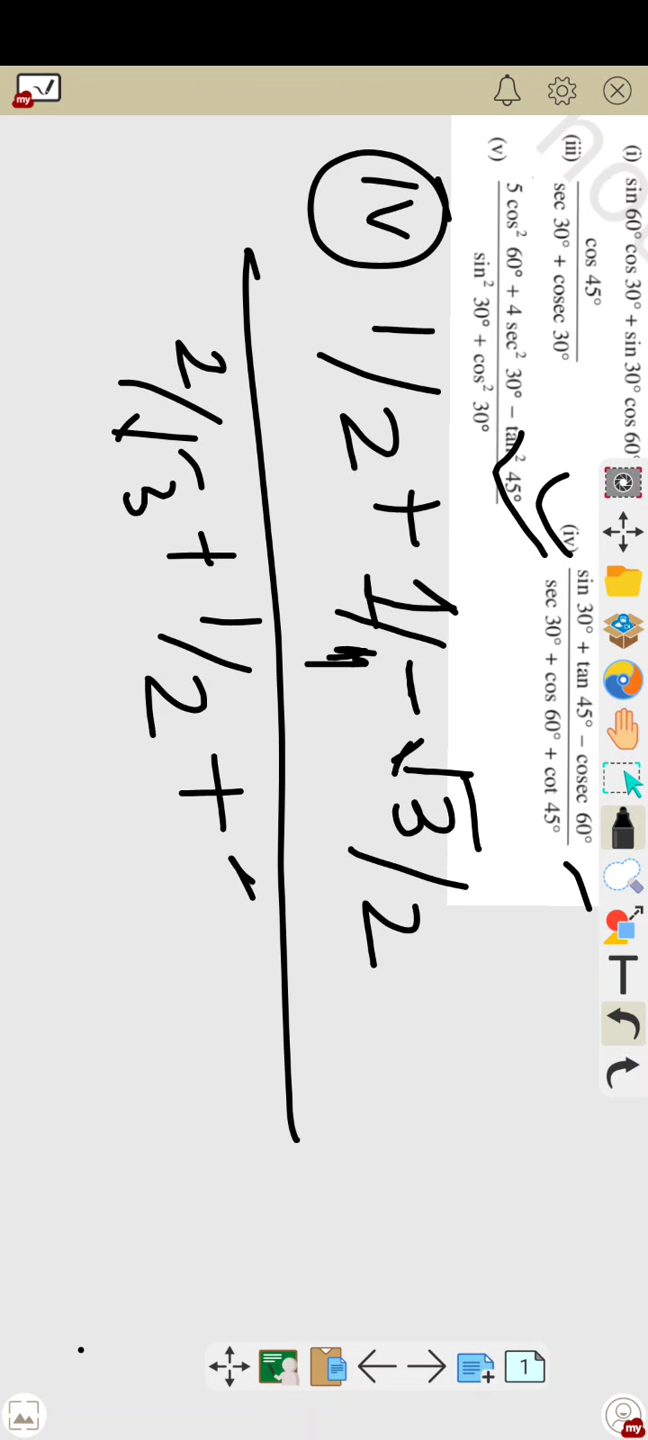 (i) sin 60° cos 30° + sin 30° cos 60°
(iii) cos 45° / sec 30° + cosec 30°
(iv) sin 30° + tan 45° – cosec 60° / sec 30° + cos 60° + cot 45°
(v) 5 cos² 60° + 4 sec² 30° – tan² 45° / sin² 30° + cos² 30°
IV
1/2 + 1/1 - √3/2
2/√3 + 1/2 +
T
1
my
my